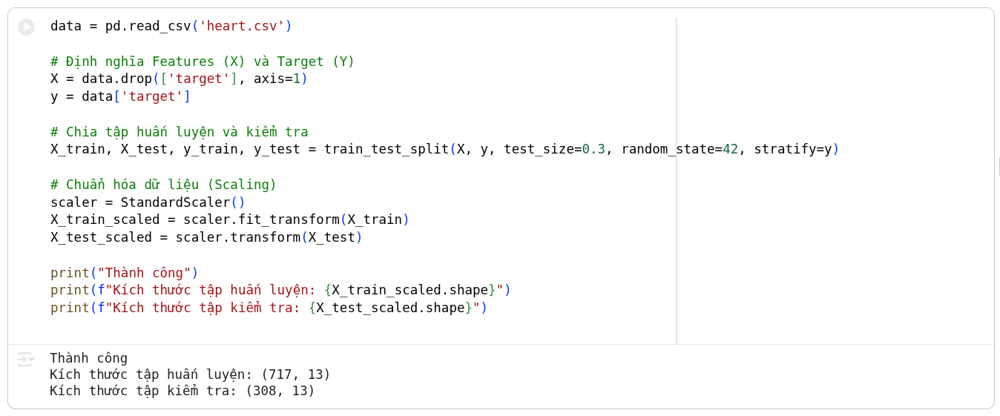 data = pd.read_csv('heart.csv')
# Định nghĩa Features (X) và Target (Y)
X = data.drop(['target'], axis=1)
y = data['target']
# Chia tập huấn luyện và kiểm tra
X_train, X_test, y_train, y_test = train_test_split(X, y, test_size=0.3, random_state=42, stratify=y)
# Chuẩn hóa dữ liệu (Scaling)
scaler = StandardScaler()
X_train_scaled = scaler.fit_transform(X_train)
X_test_scaled = scaler.transform(X_test)
print("Thành công")
print(f"Kích thước tập huấn luyện: {X_train_scaled.shape}")
print(f"Kích thước tập kiểm tra: {X_test_scaled.shape}")
Thành công
Kích thước tập huấn luyện: (717, 13)
Kích thước tập kiểm tra: (308, 13)